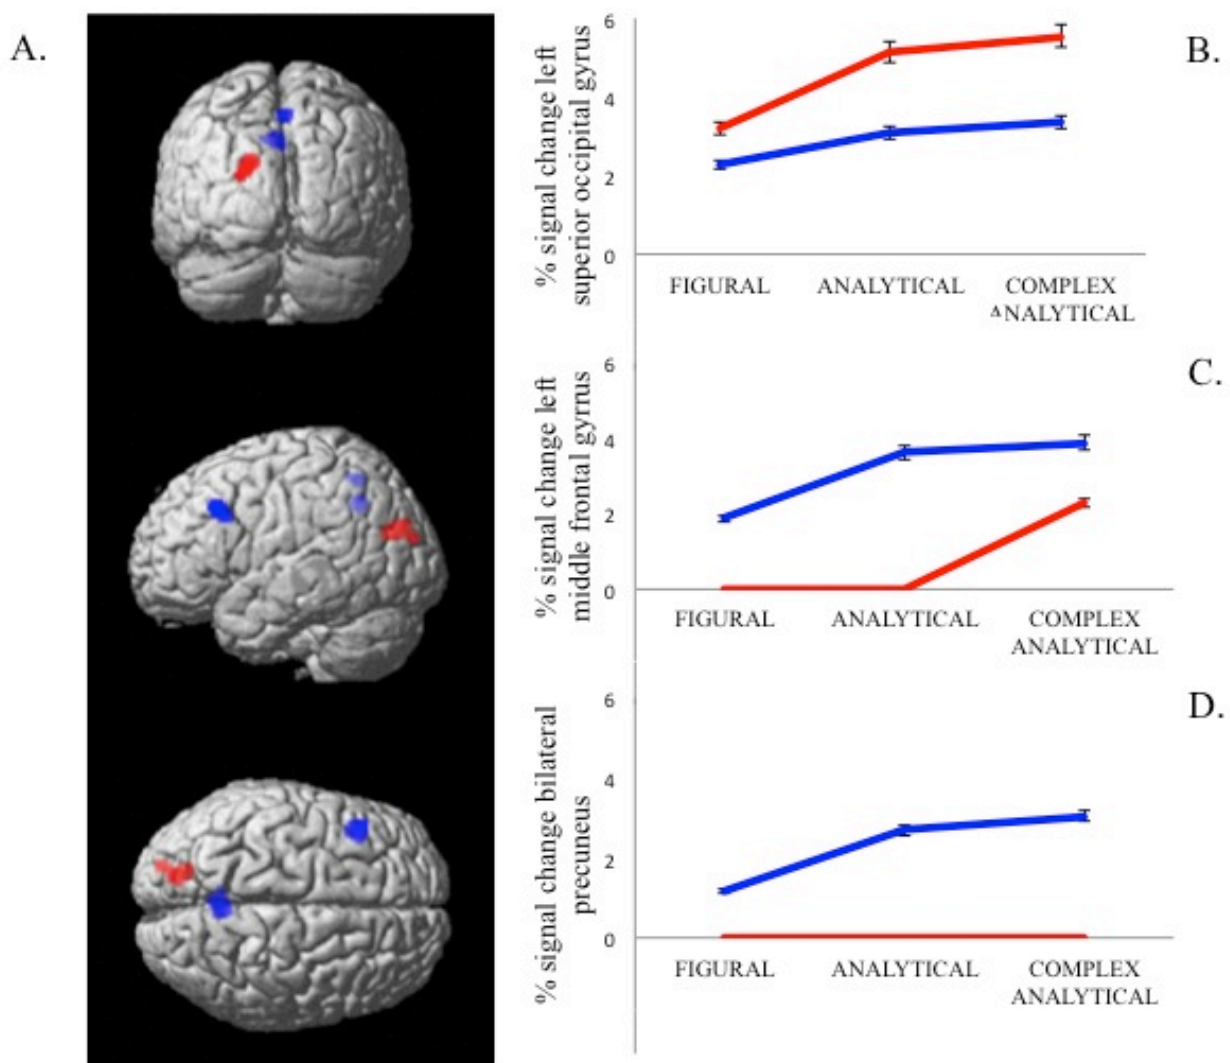 A.
% signal change left
superior occipital gyrus
6
4
2
0
FIGURAL
ANALYTICAL
COMPLEX
ANALYTICAL
B.
% signal change left
middle frontal gyrus
6
4
2
0
FIGURAL
ANALYTICAL
COMPLEX
ANALYTICAL
C.
% signal change bilateral
precuneus
6
4
2
0
FIGURAL
ANALYTICAL
COMPLEX
ANALYTICAL
D.